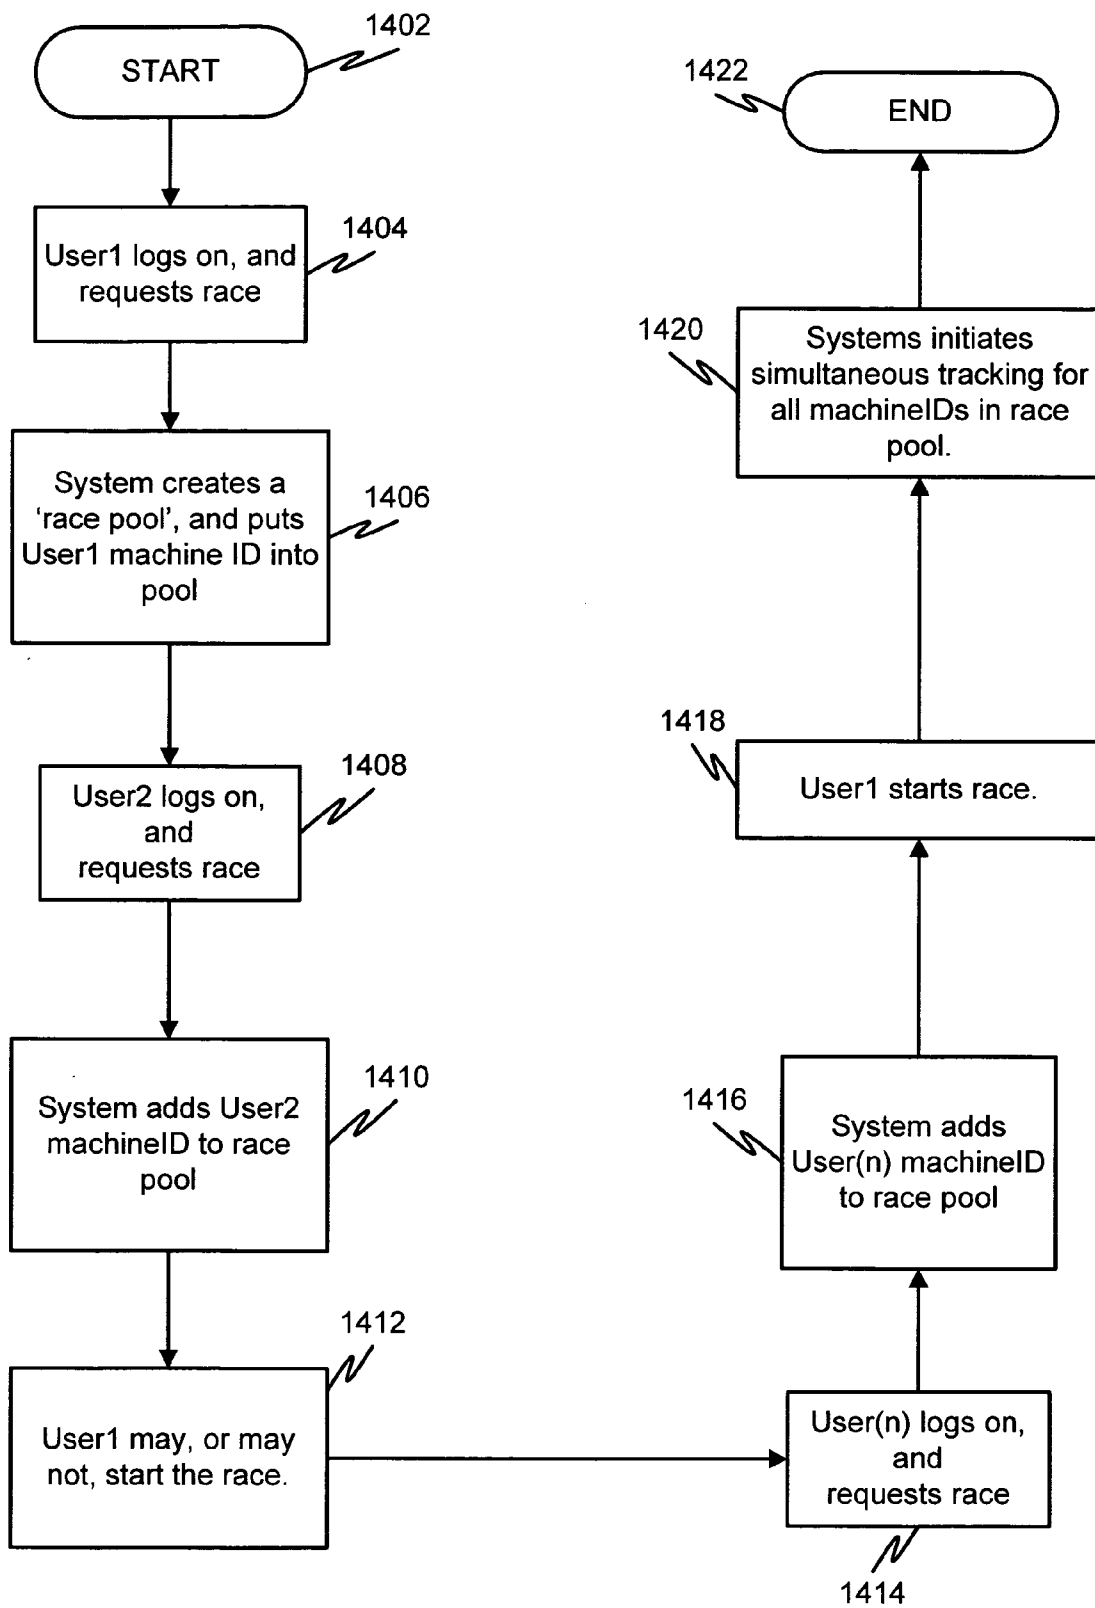 1402
START
1404
User1 logs on, and
requests race
1406
System creates a
‘race pool’, and puts
User1 machine ID into
pool
1408
User2 logs on,
and
requests race
1410
System adds User2
machineID to race
pool
1412
User1 may, or may
not, start the race.
User(n) logs on,
and
requests race
1414
1416
System adds
User(n) machineID
to race pool
1418
User1 starts race.
1420
Systems initiates
simultaneous tracking for
all machineIDs in race
pool.
1422
END